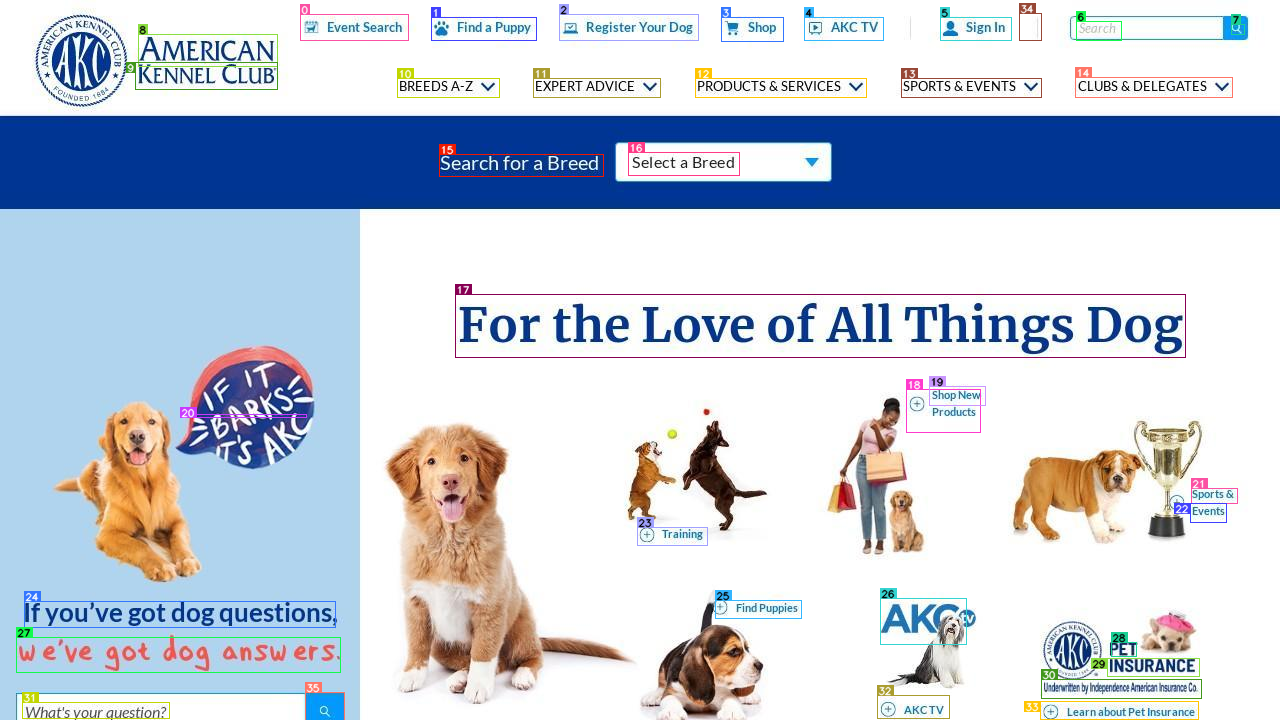 0
Event Search
1
Find a Puppy
2
Register Your Dog
3
Shop
4
AKC TV
5
Sign In
34
6
Search
7
AMERICAN KENNEL CLUB
AKC
FOUNDED 1884
8
AMERICAN
9
KENNEL CLUB
10
BREEDS A-Z
11
EXPERT ADVICE
12
PRODUCTS & SERVICES
13
SPORTS & EVENTS
14
CLUBS & DELEGATES
15
Search for a Breed
16
Select a Breed
17
For the Love of All Things Dog
18
19
Shop New
Products
20
IF IT
BARKS
IT'S AKC
21
Sports &
22
Events
23
Training
24
If you've got dog questions,
27
we've got dog answers.
25
Find Puppies
26
AKC tv
28
PET
29
INSURANCE
AMERICAN KENNEL CLUB
AKC
30
Underwritten by Independence American Insurance Co.
31
What's your question?
35
32
AKC TV
33
Learn about Pet Insurance